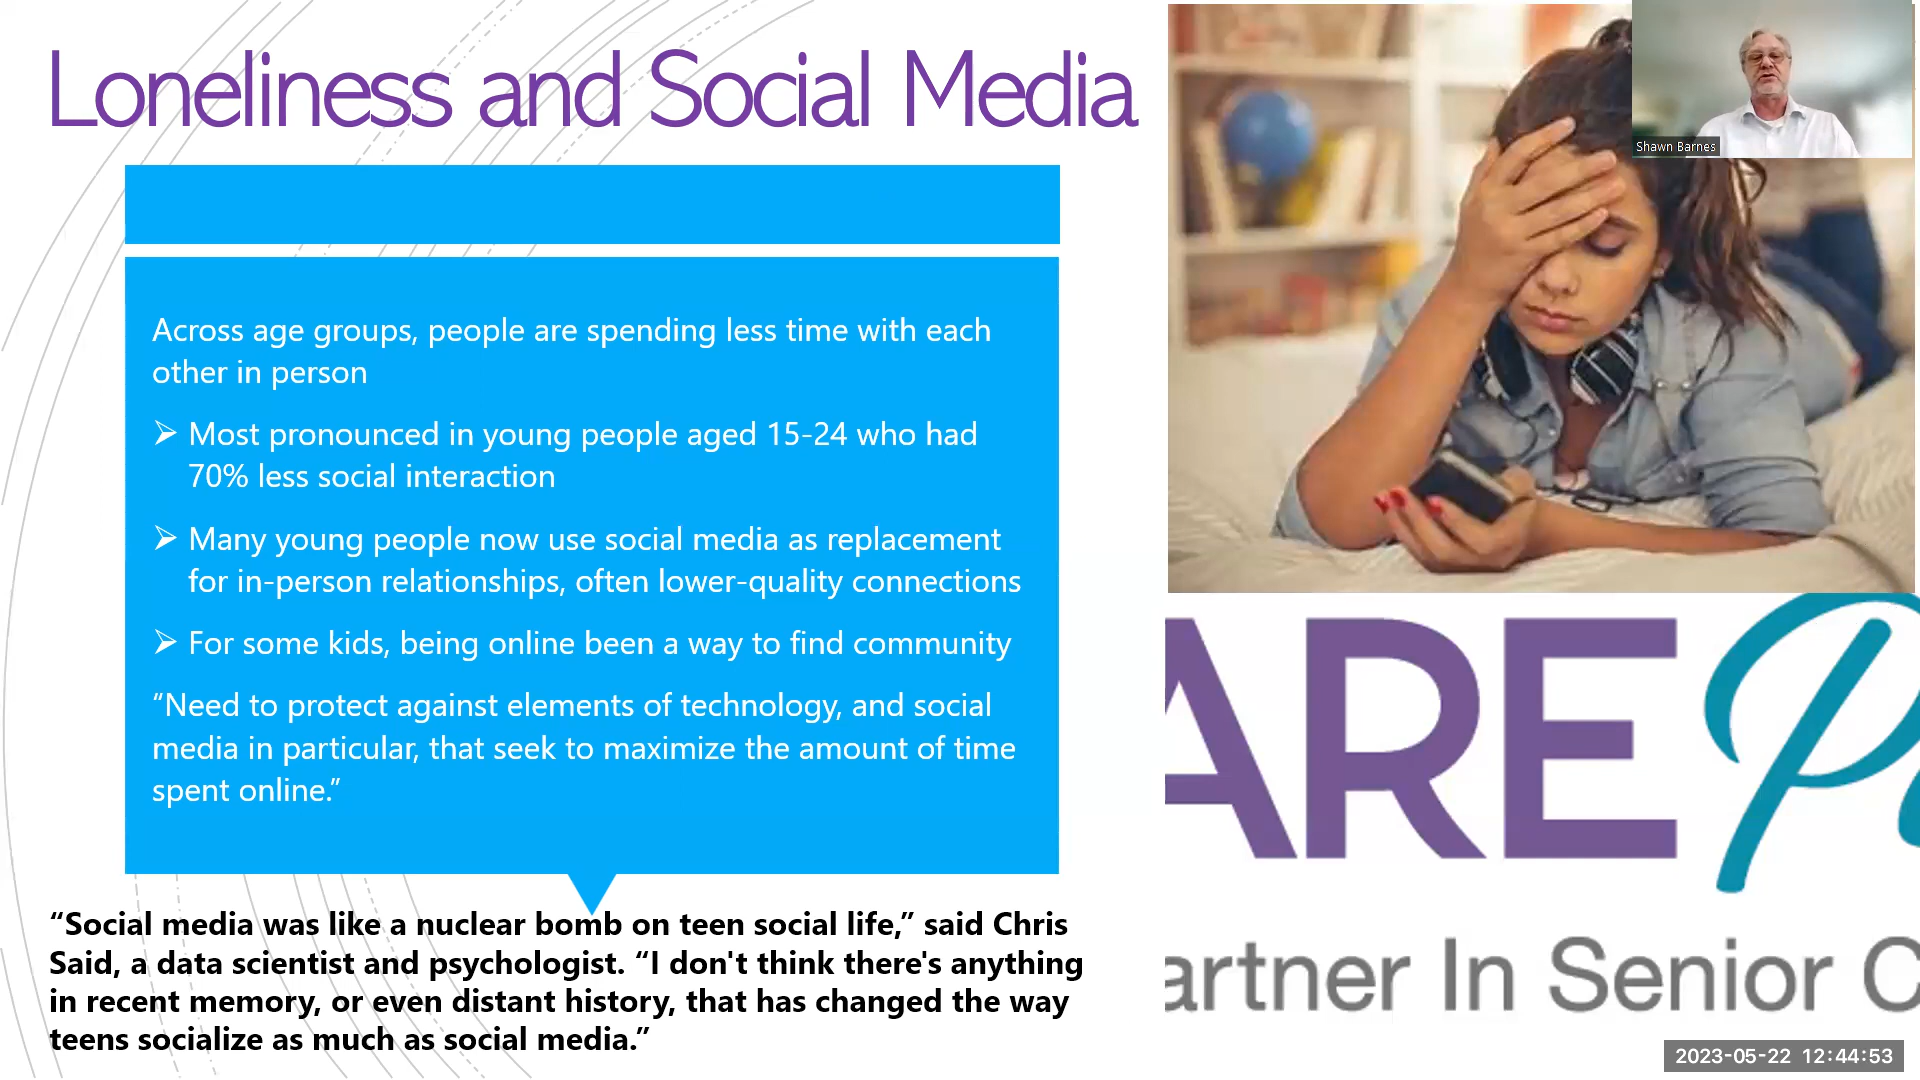 Loneliness and Social Media
Shawn Barnes
Across age groups, people are spending less time with each
other in person
Most pronounced in young people aged 15-24 who had
70% less social interaction
Many young people now use social media as replacement
for in-person relationships, often lower-quality connections
For some kids, being online been a way to find community
“Need to protect against elements of technology, and social
media in particular, that seek to maximize the amount of time
spent online.”
“Social media was like a nuclear bomb on teen social life,” said Chris
Said, a data scientist and psychologist. “I don't think there's anything
in recent memory, or even distant history, that has changed the way
teens socialize as much as social media.”
ARE P
artner In Senior C
2023-05-22 12:44:53